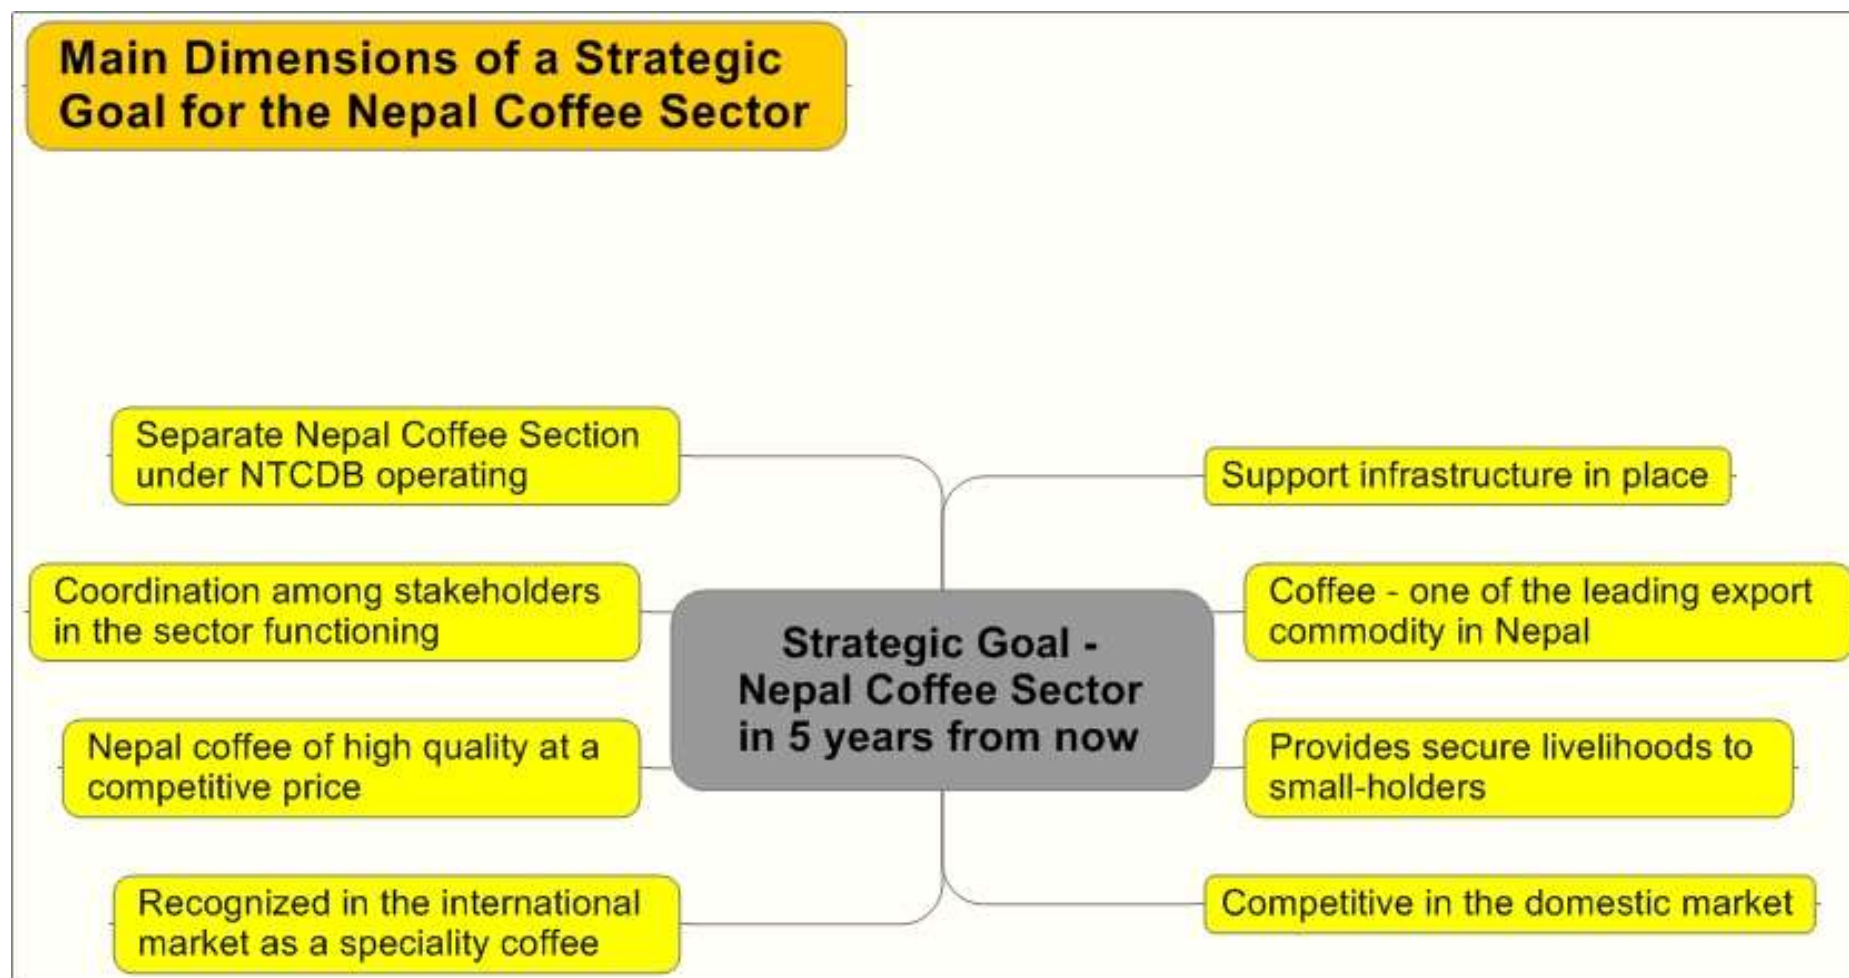 Main Dimensions of a Strategic
Goal for the Nepal Coffee Sector
Separate Nepal Coffee Section
under NTCDB operating
Support infrastructure in place
Coordination among stakeholders
in the sector functioning
Coffee - one of the leading export
commodity in Nepal
Strategic Goal -
Nepal Coffee Sector
in 5 years from now
Nepal coffee of high quality at a
competitive price
Provides secure livelihoods to
small-holders
Recognized in the international
market as a speciality coffee
Competitive in the domestic market